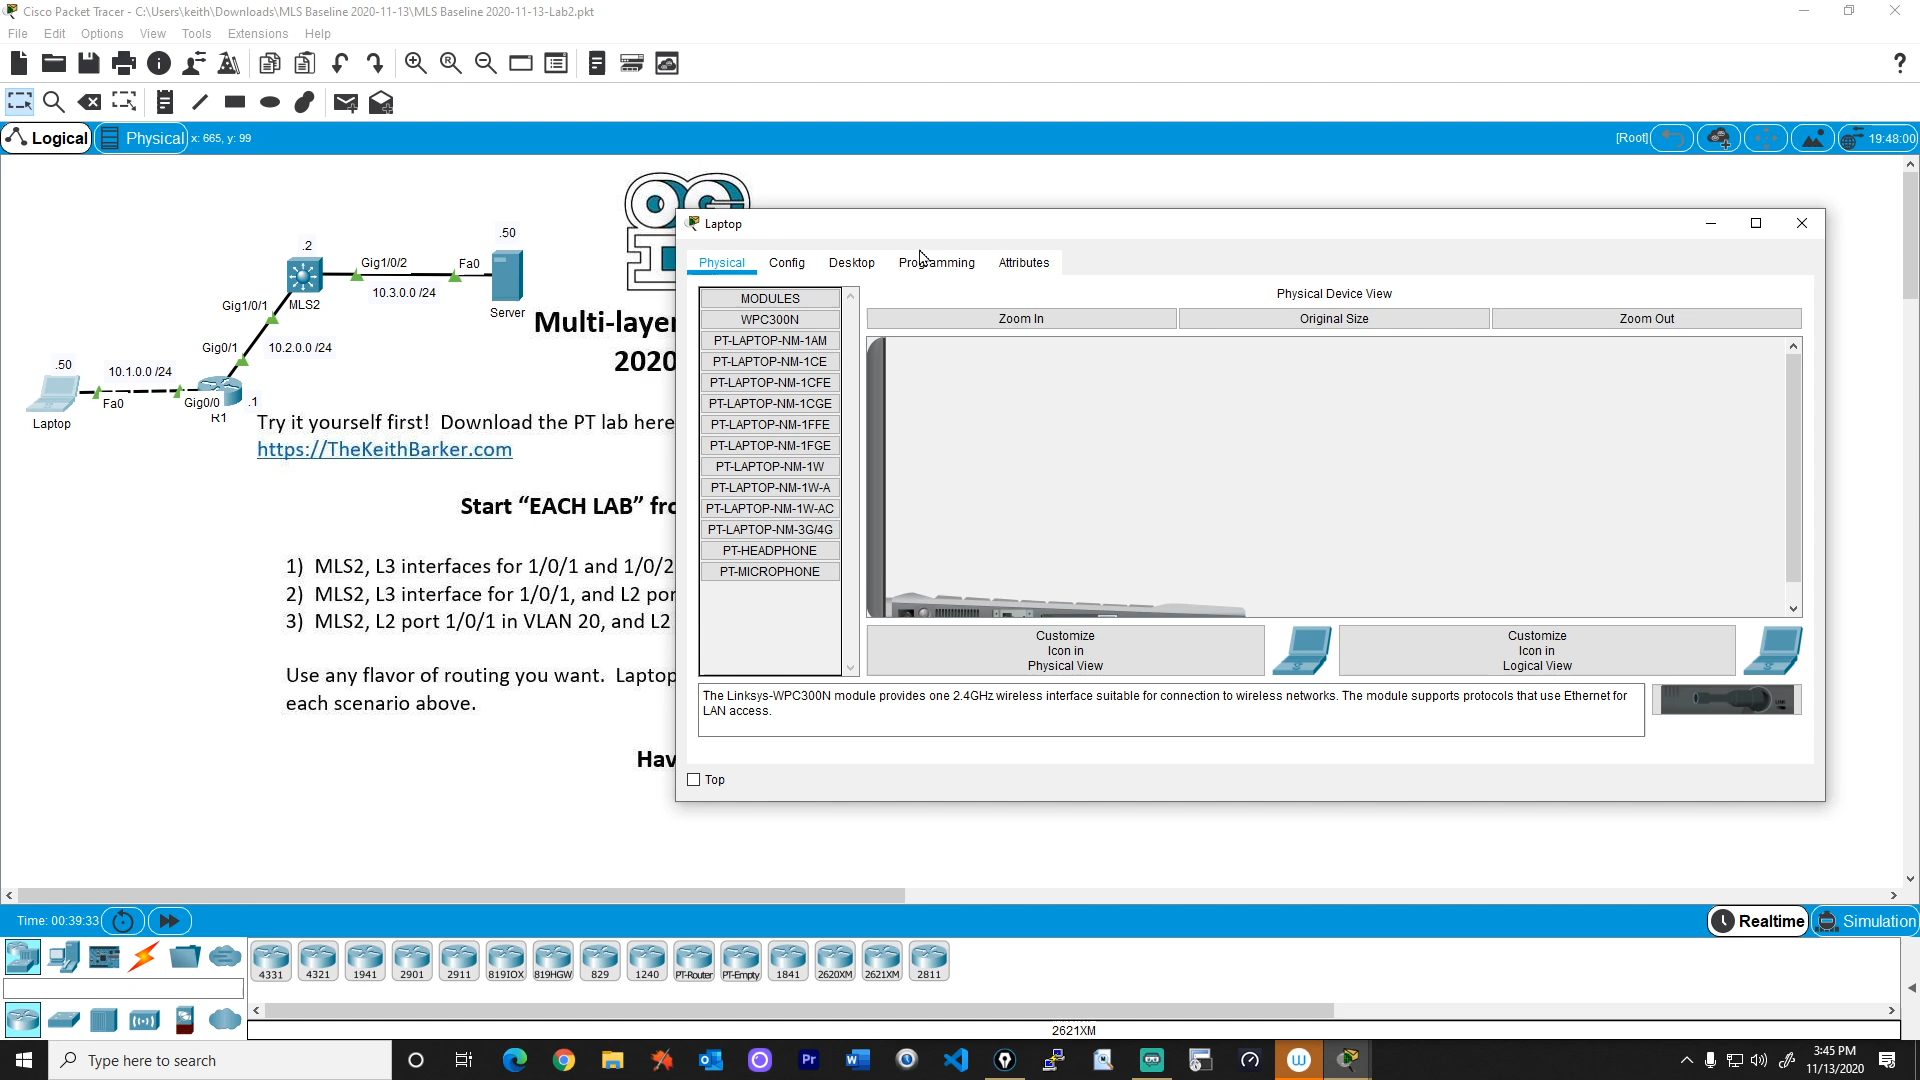 Cisco Packet Tracer - C:\Users\keith\Downloads\MLS Baseline 2020-11-13\MLS Baseline 2020-11-13-Lab2.pkt
File Edit Options View Tools Extensions Help
Logical Physical x: 665, y: 99 [Root] 19:48:00
.50
.2
Gig1/0/2 Fa0
10.3.0.0 /24
Gig1/0/1 MLS2
Server
Gig0/1 10.2.0.0 /24
.50 10.1.0.0 /24
Fa0 Gig0/0 .1
Laptop R1
Multi-layer
2020
Try it yourself first! Download the PT lab here
https://TheKeithBarker.com
Start “EACH LAB” fro
1) MLS2, L3 interfaces for 1/0/1 and 1/0/2
2) MLS2, L3 interface for 1/0/1, and L2 por
3) MLS2, L2 port 1/0/1 in VLAN 20, and L2
Use any flavor of routing you want. Laptop
each scenario above.
Hav
Laptop
Physical Config Desktop Programming Attributes
MODULES
WPC300N
PT-LAPTOP-NM-1AM
PT-LAPTOP-NM-1CE
PT-LAPTOP-NM-1CFE
PT-LAPTOP-NM-1CGE
PT-LAPTOP-NM-1FFE
PT-LAPTOP-NM-1FGE
PT-LAPTOP-NM-1W
PT-LAPTOP-NM-1W-A
PT-LAPTOP-NM-1W-AC
PT-LAPTOP-NM-3G/4G
PT-HEADPHONE
PT-MICROPHONE
Physical Device View
Zoom In Original Size Zoom Out
Customize
Icon in
Physical View
Customize
Icon in
Logical View
The Linksys-WPC300N module provides one 2.4GHz wireless interface suitable for connection to wireless networks. The module supports protocols that use Ethernet for
LAN access.
Top
Time: 00:39:33 Realtime Simulation
4331 4321 1941 2901 2911 819IOX 819HGW 829 1240 PT-Router PT-Empty 1841 2620XM 2621XM 2811
2621XM
Type here to search
3:45 PM
11/13/2020